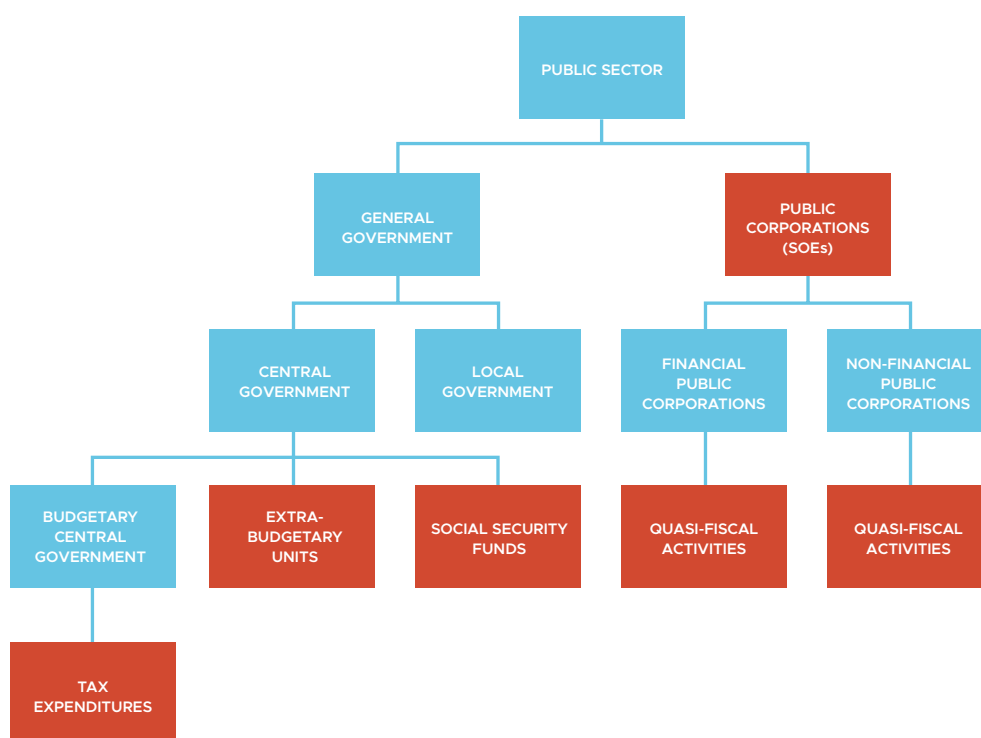 PUBLIC SECTOR
GENERAL
GOVERNMENT
PUBLIC
CORPORATIONS
(SOEs)
CENTRAL
GOVERNMENT
LOCAL
GOVERNMENT
FINANCIAL
PUBLIC
CORPORATIONS
NON-FINANCIAL
PUBLIC
CORPORATIONS
BUDGETARY
CENTRAL
GOVERNMENT
EXTRA-
BUDGETARY
UNITS
SOCIAL SECURITY
FUNDS
QUASI-FISCAL
ACTIVITIES
QUASI-FISCAL
ACTIVITIES
TAX
EXPENDITURES